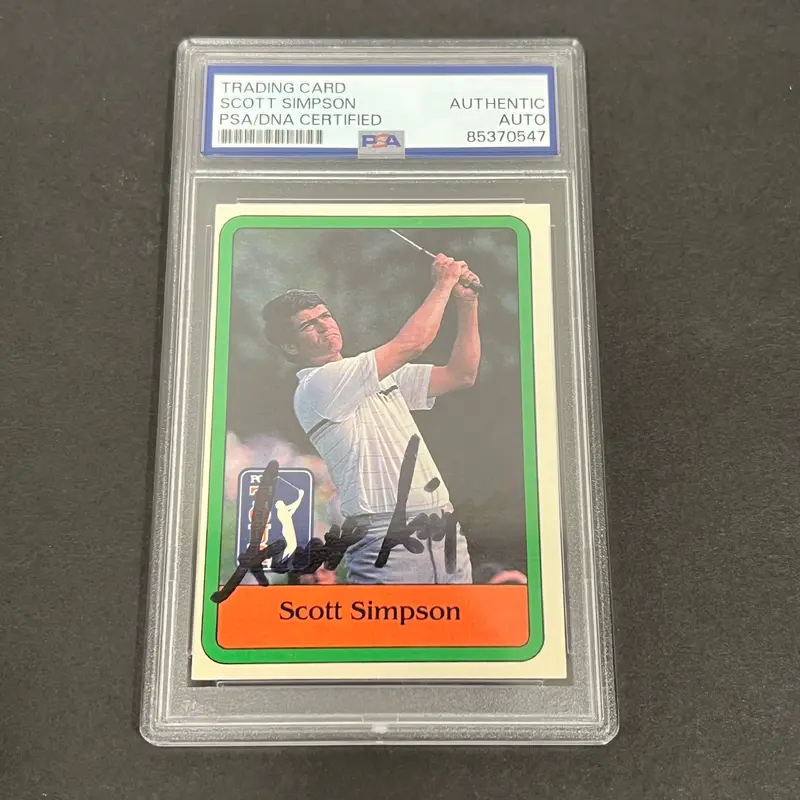 TRADING CARD
SCOTT SIMPSON
PSA/DNA CERTIFIED
AUTHENTIC
AUTO
85370547
PSA
Scott Simpson